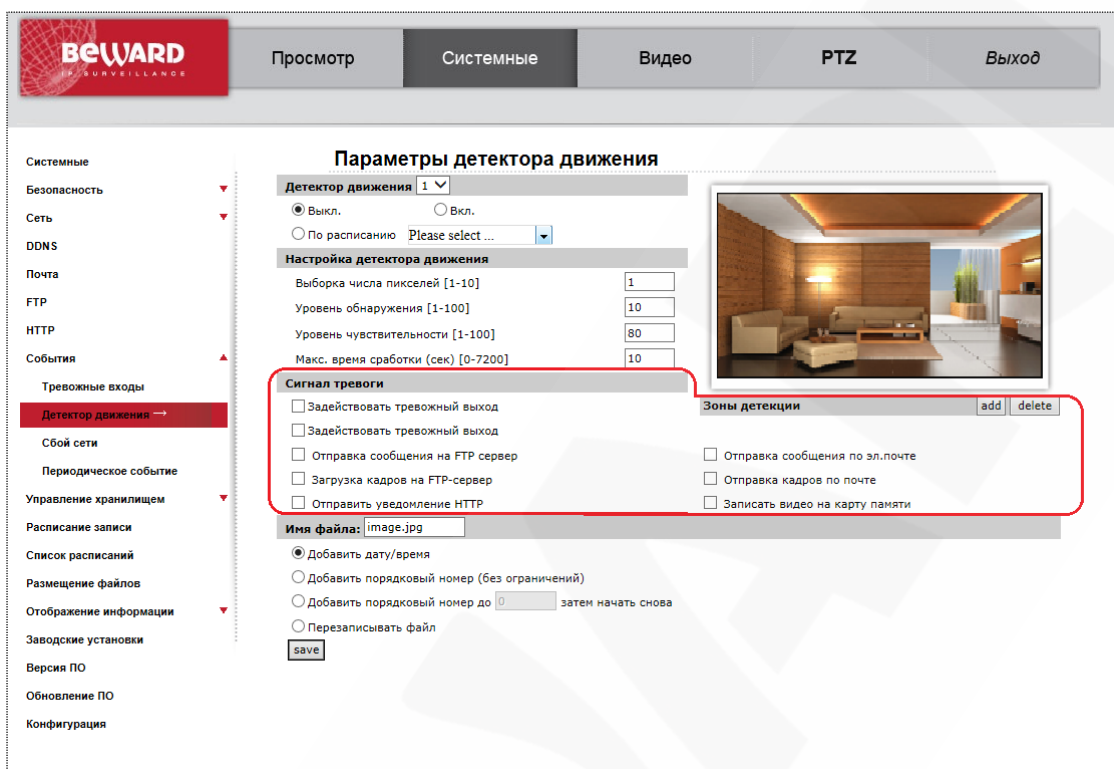 BEWARD
IP SURVEILLANCE
Просмотр
Системные
Видео
PTZ
Выход
Системные
Безопасность
Сеть
DDNS
Почта
FTP
HTTP
События
Тревожные входы
Детектор движения →
Сбой сети
Периодическое событие
Управление хранилищем
Расписание записи
Список расписаний
Размещение файлов
Отображение информации
Заводские установки
Версия ПО
Обновление ПО
Конфигурация
Параметры детектора движения
Детектор движения 1
Выкл. Вкл.
По расписанию Please select ...
Настройка детектора движения
Выборка числа пикселей [1-10] 1
Уровень обнаружения [1-100] 10
Уровень чувствительности [1-100] 80
Макс. время сработки (сек) [0-7200] 10
Сигнал тревоги
Задействовать тревожный выход
Зоны детекции add delete
Задействовать тревожный выход
Отправка сообщения на FTP сервер
Отправка сообщения по эл.почте
Загрузка кадров на FTP-сервер
Отправка кадров по почте
Отправить уведомление HTTP
Записать видео на карту памяти
Имя файла: image.jpg
Добавить дату/время
Добавить порядковый номер (без ограничений)
Добавить порядковый номер до 0 затем начать снова
Перезаписывать файл
save